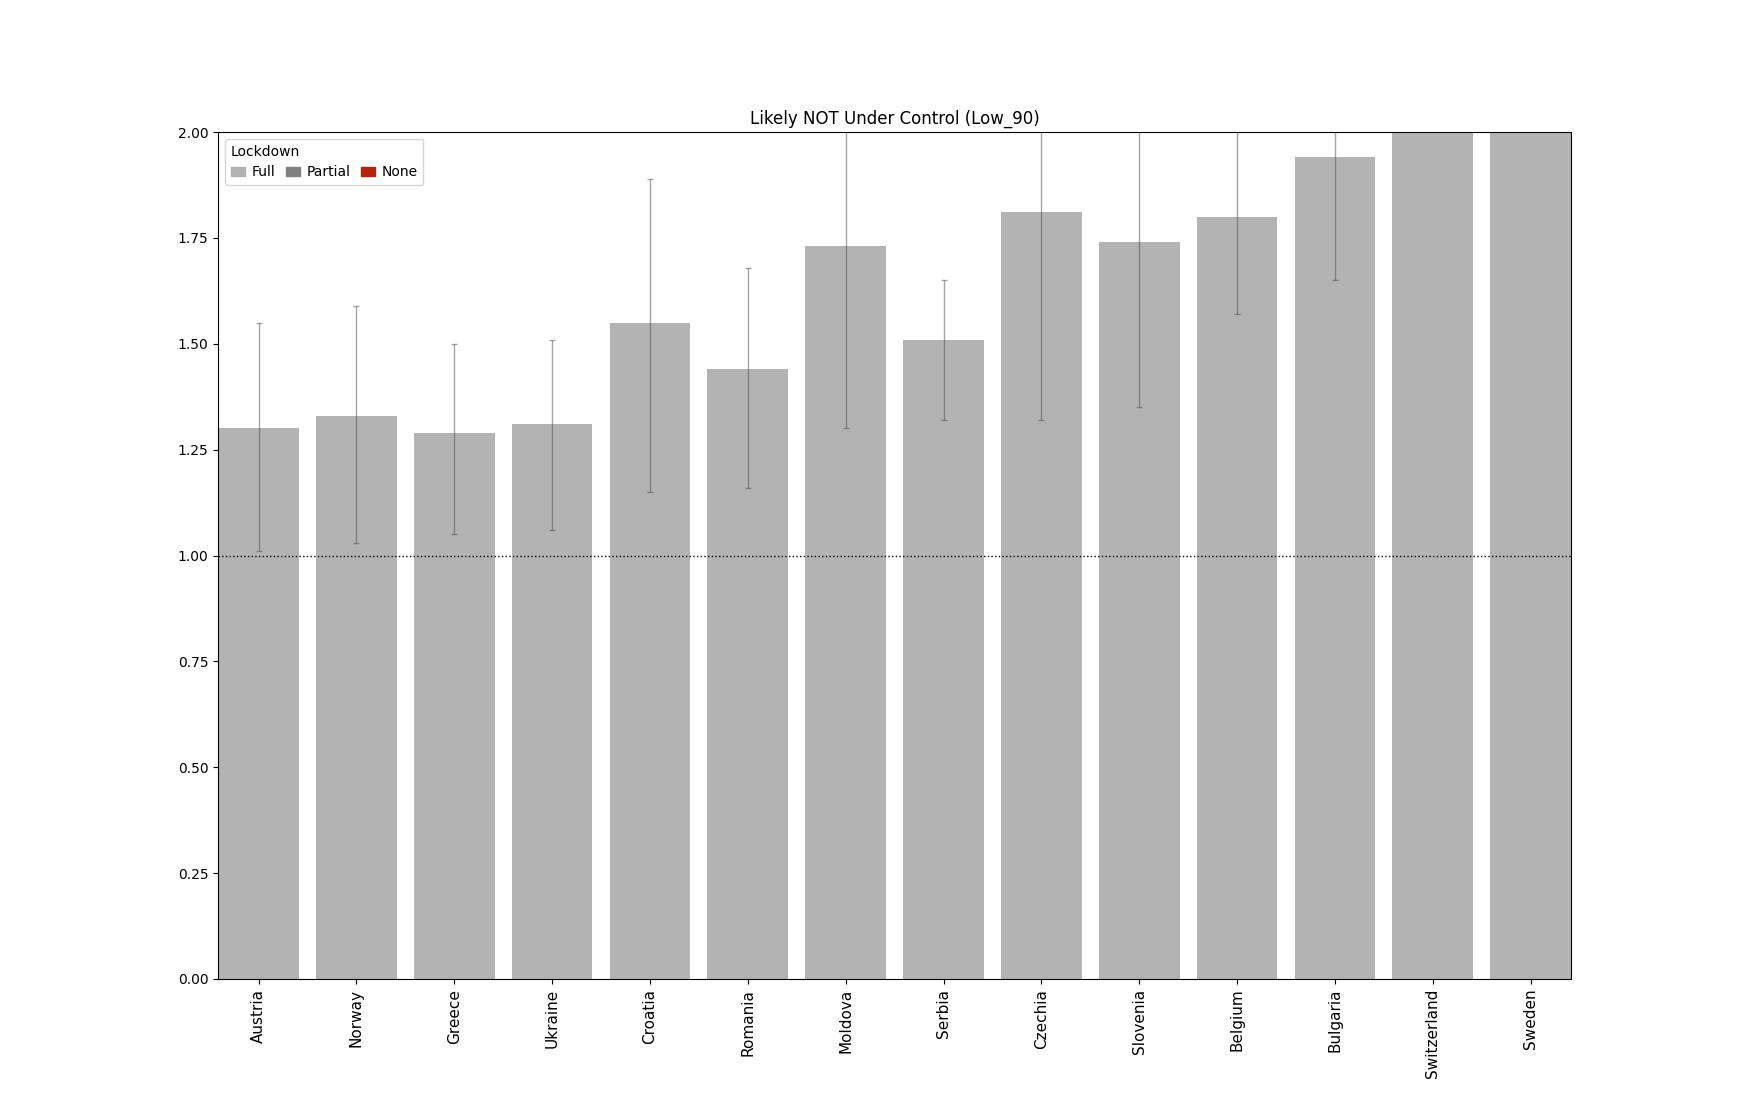 Likely NOT Under Control (Low_90)
Lockdown
Full Partial None
2.00
1.75
1.50
1.25
1.00
0.75
0.50
0.25
0.00
Austria
Norway
Greece
Ukraine
Croatia
Romania
Moldova
Serbia
Czechia
Slovenia
Belgium
Bulgaria
Switzerland
Sweden